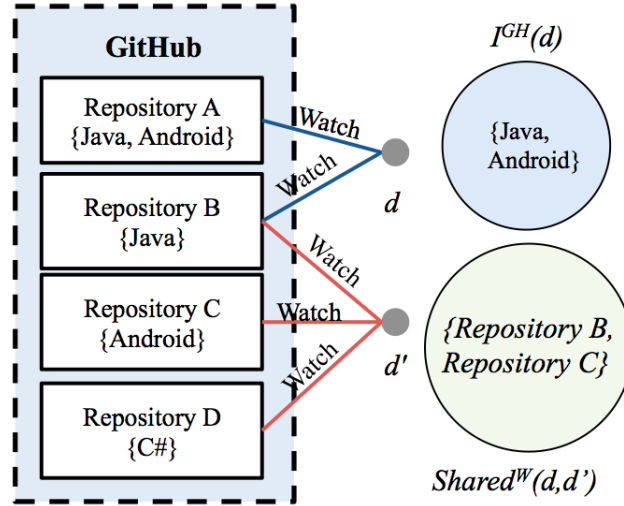 GitHub
Repository A
{Java, Android}
Repository B
{Java}
Repository C
{Android}
Repository D
{C#}
Watch
Watch
Watch
Watch
Watch
d
d'
I^GH(d)
{Java,
Android}
{Repository B,
Repository C}
Shared^W(d,d’)